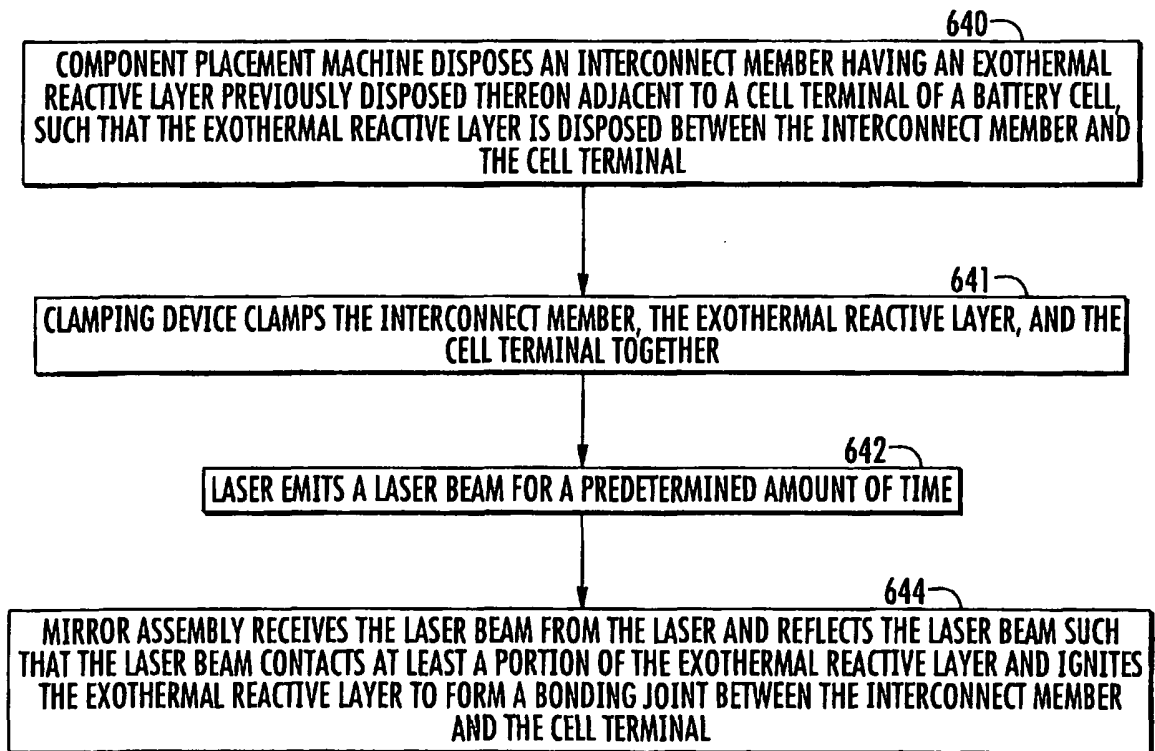 640
COMPONENT PLACEMENT MACHINE DISPOSES AN INTERCONNECT MEMBER HAVING AN EXOTHERMAL
REACTIVE LAYER PREVIOUSLY DISPOSED THEREON ADJACENT TO A CELL TERMINAL OF A BATTERY CELL,
SUCH THAT THE EXOTHERMAL REACTIVE LAYER IS DISPOSED BETWEEN THE INTERCONNECT MEMBER AND
THE CELL TERMINAL
641
CLAMPING DEVICE CLAMPS THE INTERCONNECT MEMBER, THE EXOTHERMAL REACTIVE LAYER, AND THE
CELL TERMINAL TOGETHER
642
LASER EMITS A LASER BEAM FOR A PREDETERMINED AMOUNT OF TIME
644
MIRROR ASSEMBLY RECEIVES THE LASER BEAM FROM THE LASER AND REFLECTS THE LASER BEAM SUCH
THAT THE LASER BEAM CONTACTS AT LEAST A PORTION OF THE EXOTHERMAL REACTIVE LAYER AND IGNITES
THE EXOTHERMAL REACTIVE LAYER TO FORM A BONDING JOINT BETWEEN THE INTERCONNECT MEMBER
AND THE CELL TERMINAL